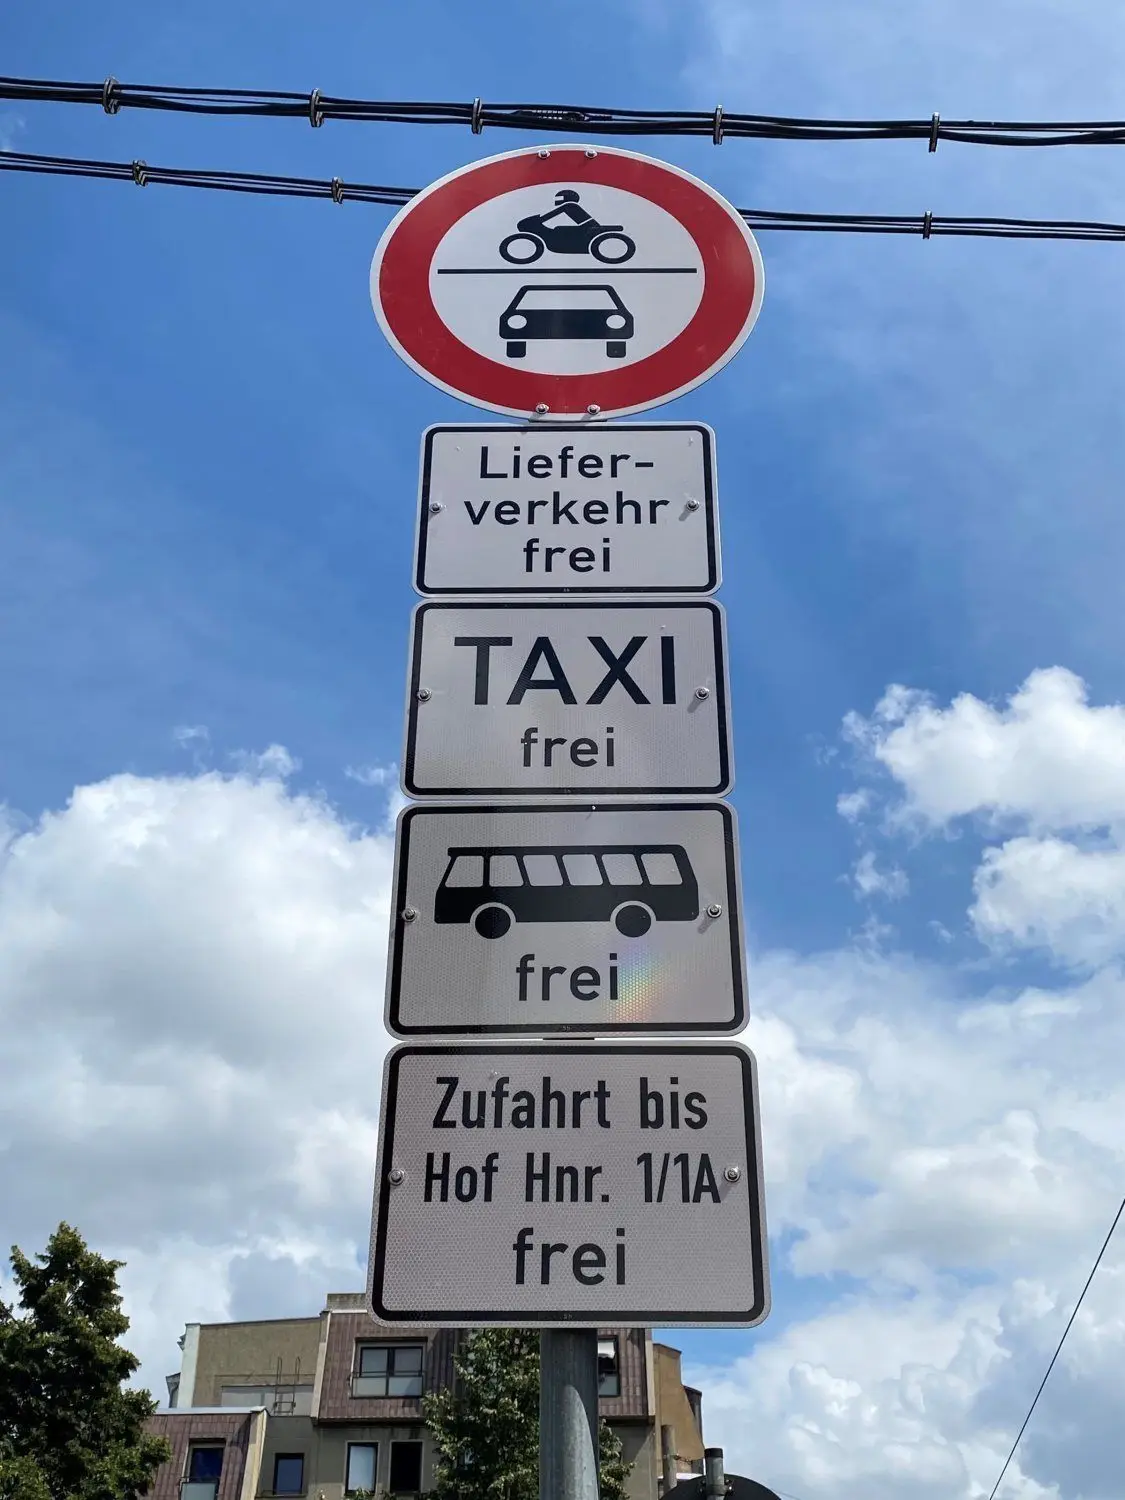 Liefer-
verkehr
frei
TAXI
frei
frei
Zufahrt bis
Hof Hnr. 1/1A
frei